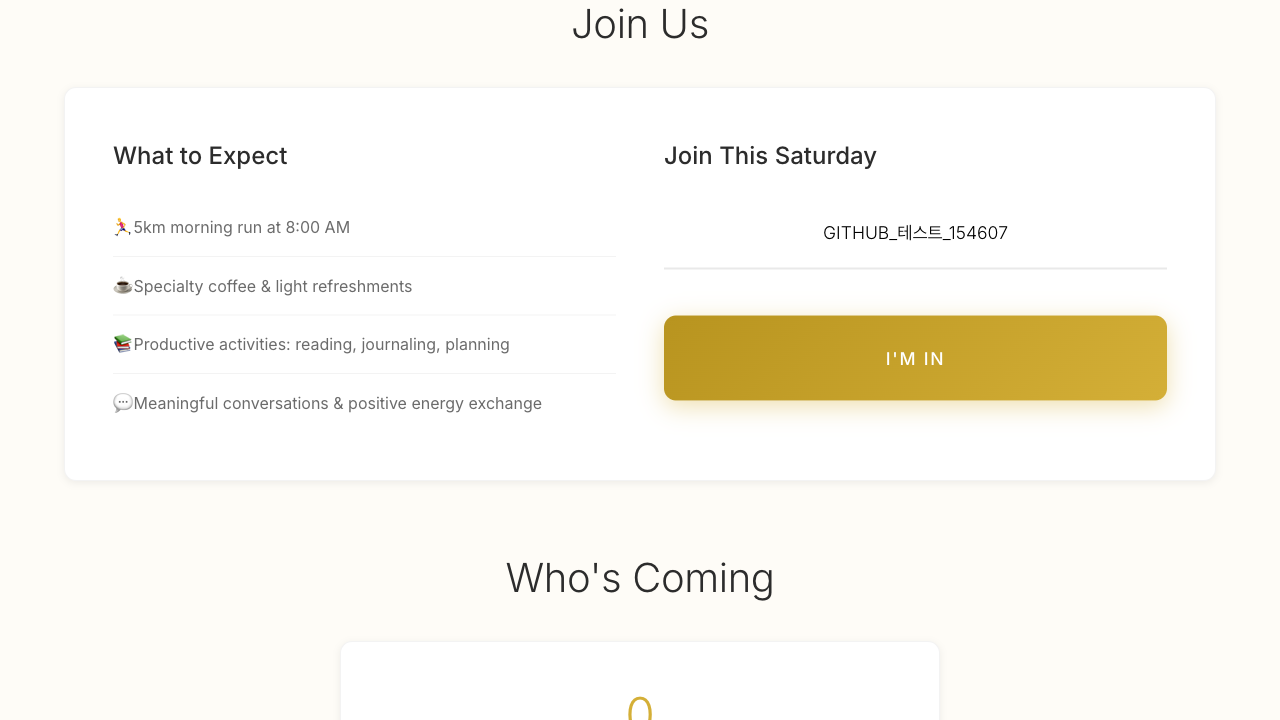 Join Us
What to Expect
🏃‍♀️5km morning run at 8:00 AM
☕Specialty coffee & light refreshments
📚Productive activities: reading, journaling, planning
💬Meaningful conversations & positive energy exchange
Join This Saturday
GITHUB_테스트_154607
I'M IN
Who's Coming
0